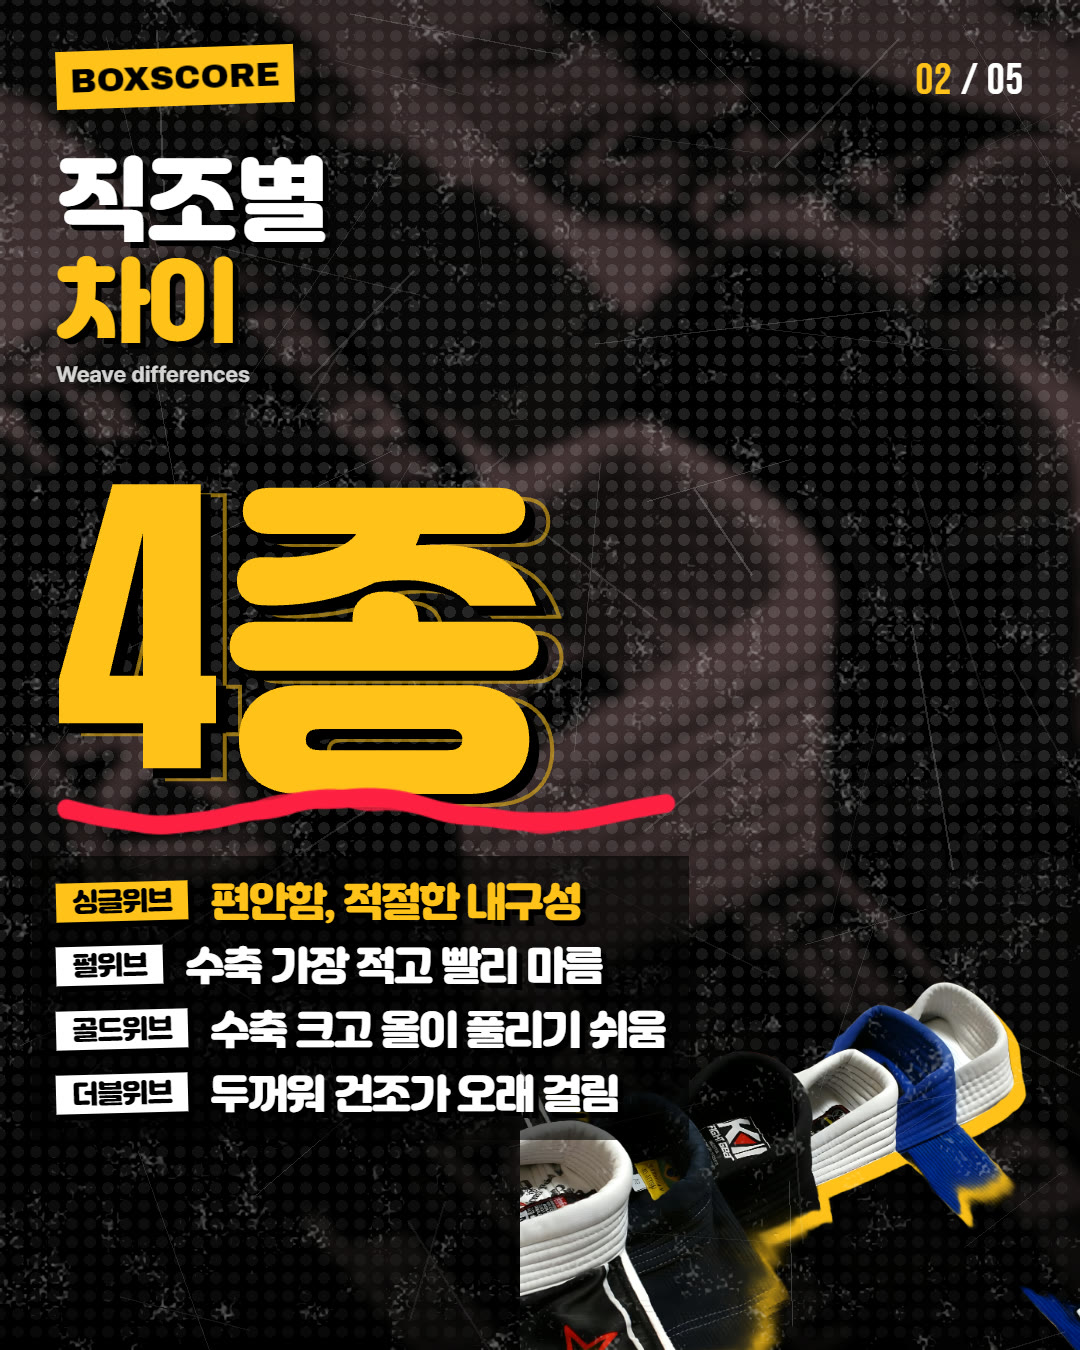 BOXSCORE
02 / 05
직조별
차이
Weave differences
4종
싱글위브 편안함, 적절한 내구성
펄위브 수축 가장 적고 빨리 마름
골드위브 수축 크고 올이 풀리기 쉬움
더블위브 두꺼워 건조가 오래 걸림
FIGHT GEAR